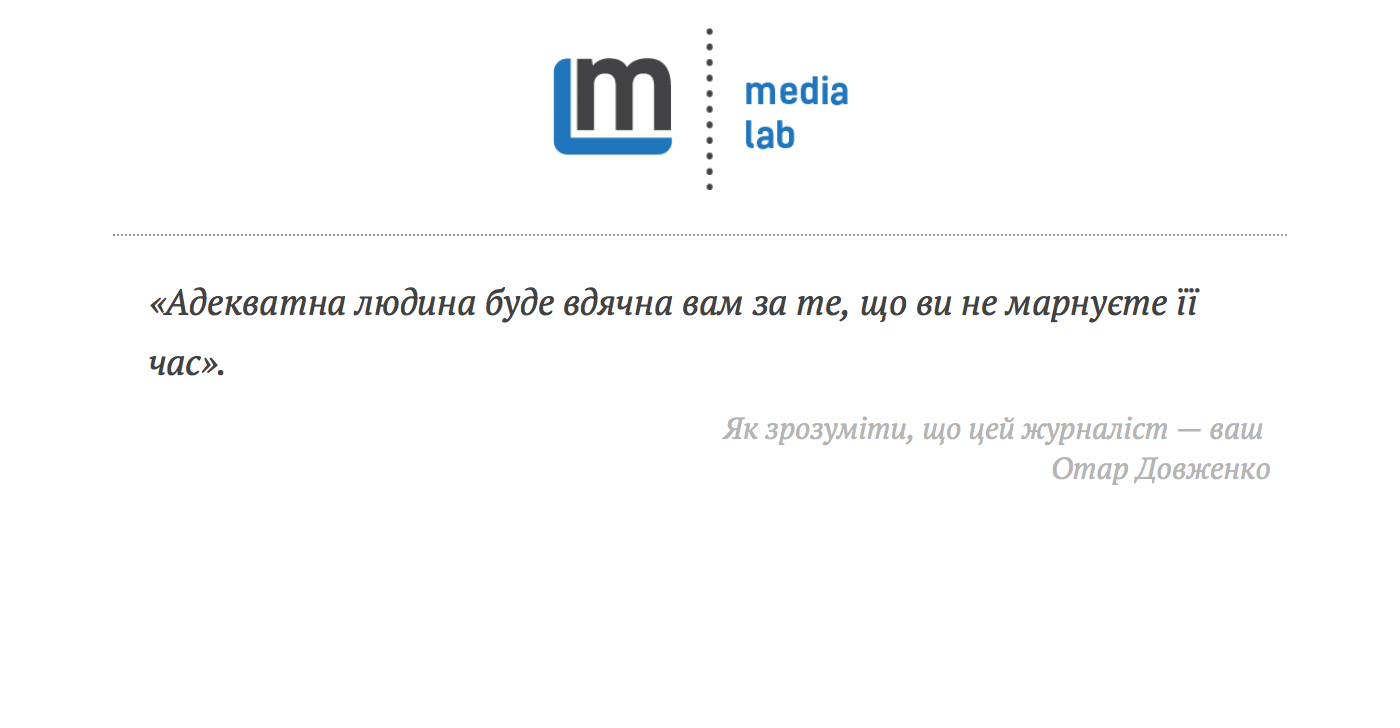 m
media
lab
«Адекватна людина буде вдячна вам за те, що ви не марнуєте її
час».
Як зрозуміти, що цей журналіст — ваш
Отар Довженко